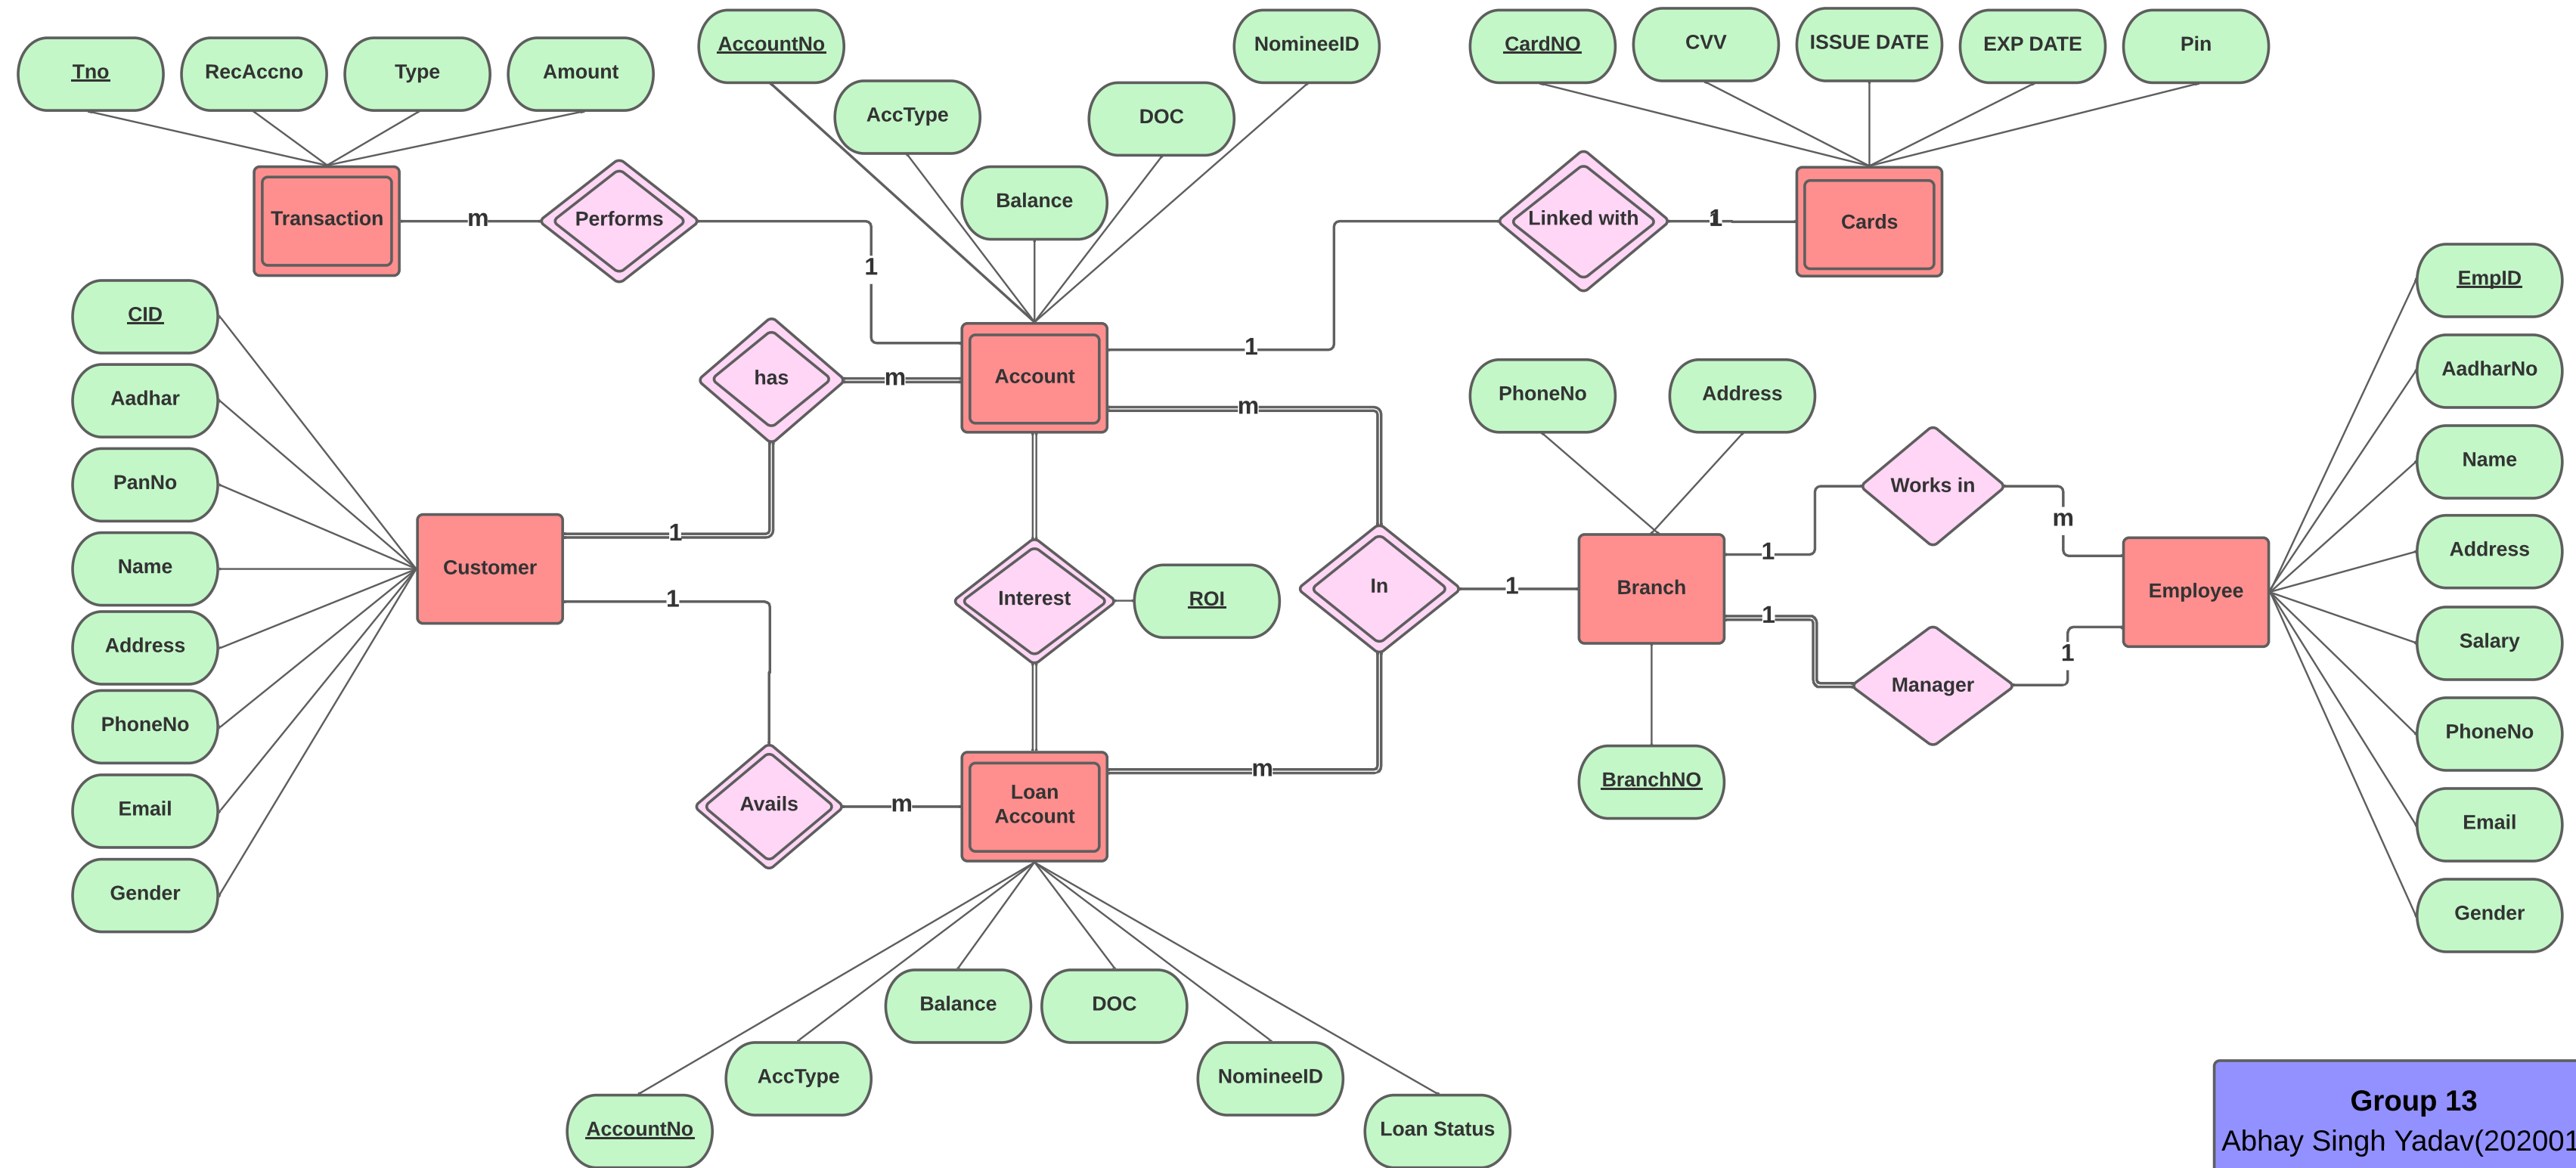 Tno
RecAccno
Type
Amount
AccountNo
AccType
Balance
DOC
NomineeID
CardNO
CVV
ISSUE DATE
EXP DATE
Pin
Transaction
m
Performs
1
Linked with
1
Cards
CID
Aadhar
PanNo
Name
Address
PhoneNo
Email
Gender
has
m
Account
1
m
PhoneNo
Address
EmpID
AadharNo
Name
Address
Salary
PhoneNo
Email
Gender
Customer
1
1
Interest
ROI
In
1
Branch
1
Works in
m
1
Manager
1
Employee
BranchNO
Avails
m
Loan
Account
m
Balance
DOC
AccType
NomineeID
AccountNo
Loan Status
Group 13
Abhay Singh Yadav(202001